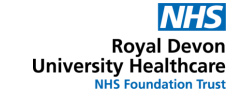 NHS
Royal Devon
University Healthcare
NHS Foundation Trust